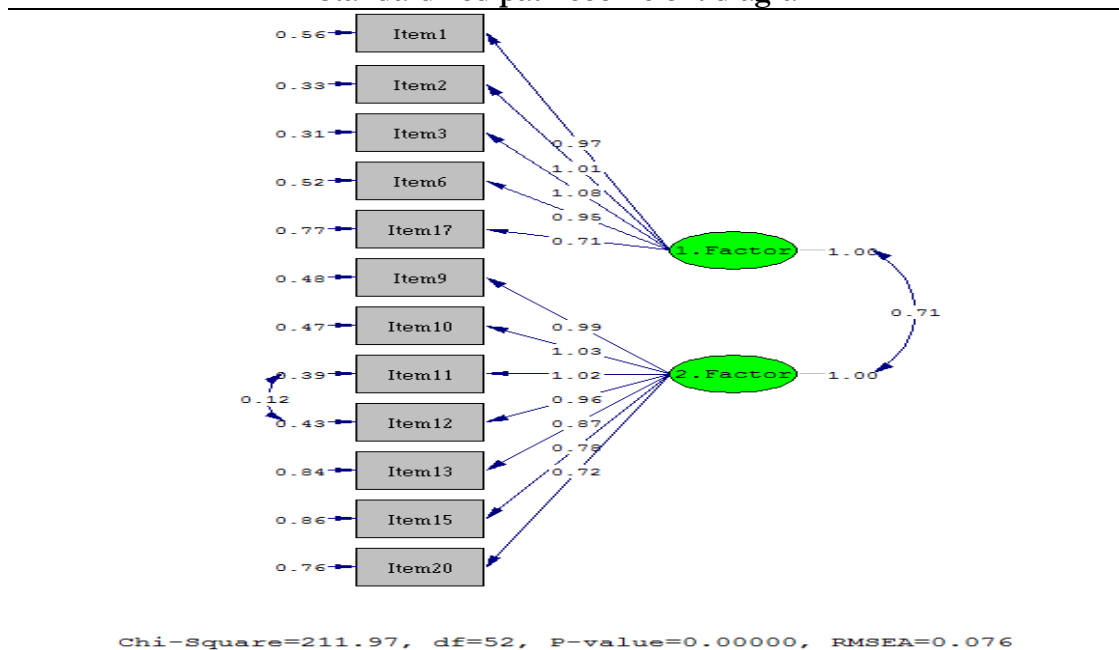 0.56 Item1
0.33 Item2
0.31 Item3
0.97
1.01
0.52 Item6
1.08
0.95
0.77 Item17
0.71
1.Factor 1.00
0.48 Item9
0.71
0.47 Item10 0.99
1.03
0.39 Item11 1.02 2.Factor 1.00
0.12 0.96
0.43 Item12 0.87
0.78
0.84 Item13 0.72
0.86 Item15
0.76 Item20
Chi-Square=211.97, df=52, P-value=0.00000, RMSEA=0.076